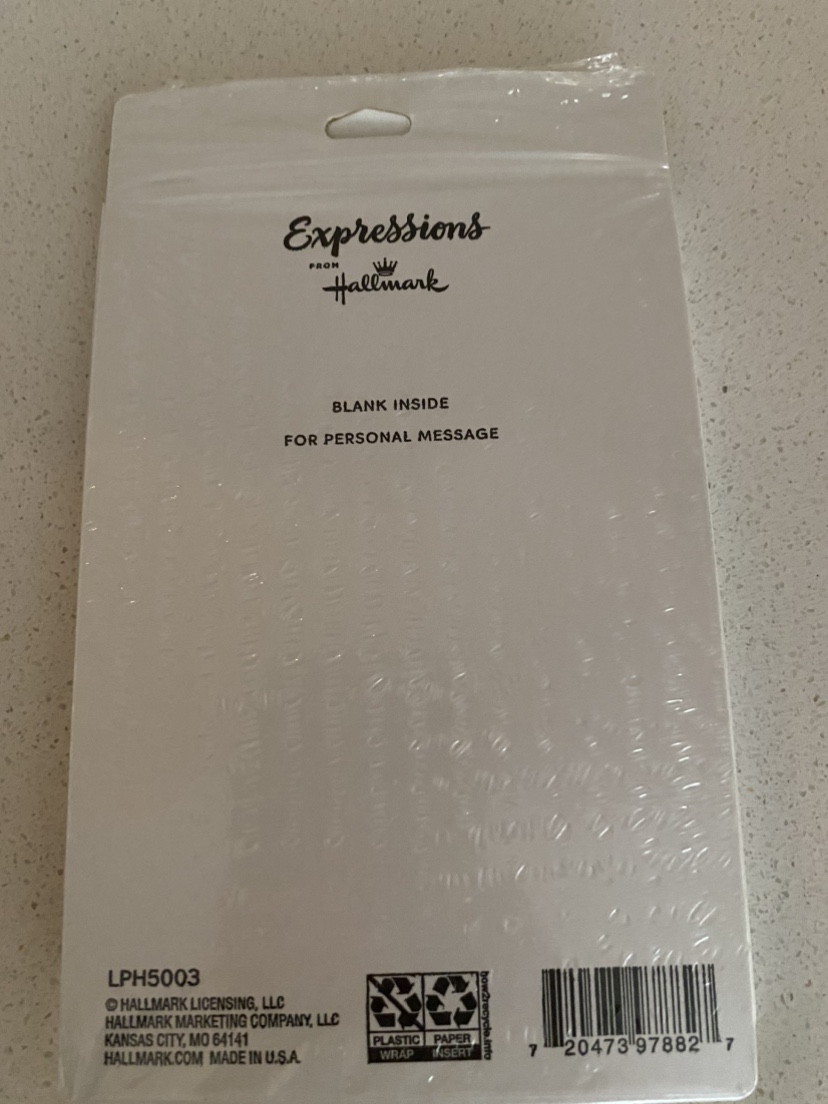 Expressions
FROM
Hallmark
BLANK INSIDE
FOR PERSONAL MESSAGE
LPH5003
© HALLMARK LICENSING, LLC
HALLMARK MARKETING COMPANY, LLC
KANSAS CITY, MO 64141
HALLMARK.COM MADE IN U.S.A.
PLASTIC PAPER
WRAP INSERT
how2recycle.info
7 20473 97882 7